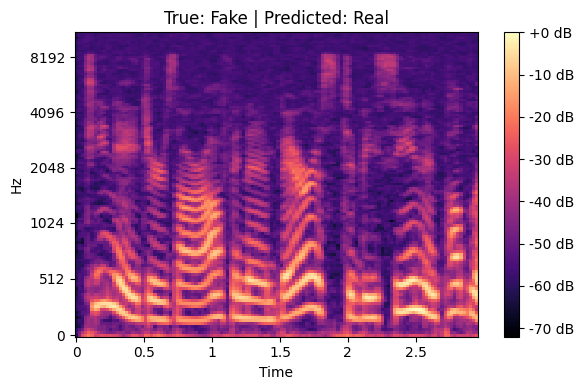 True: Fake | Predicted: Real
+0 dB
8192
-10 dB
4096
-20 dB
-30 dB
2048
Hz
-40 dB
1024
-50 dB
512
-60 dB
0
-70 dB
0 0.5 1 1.5 2 2.5
Time